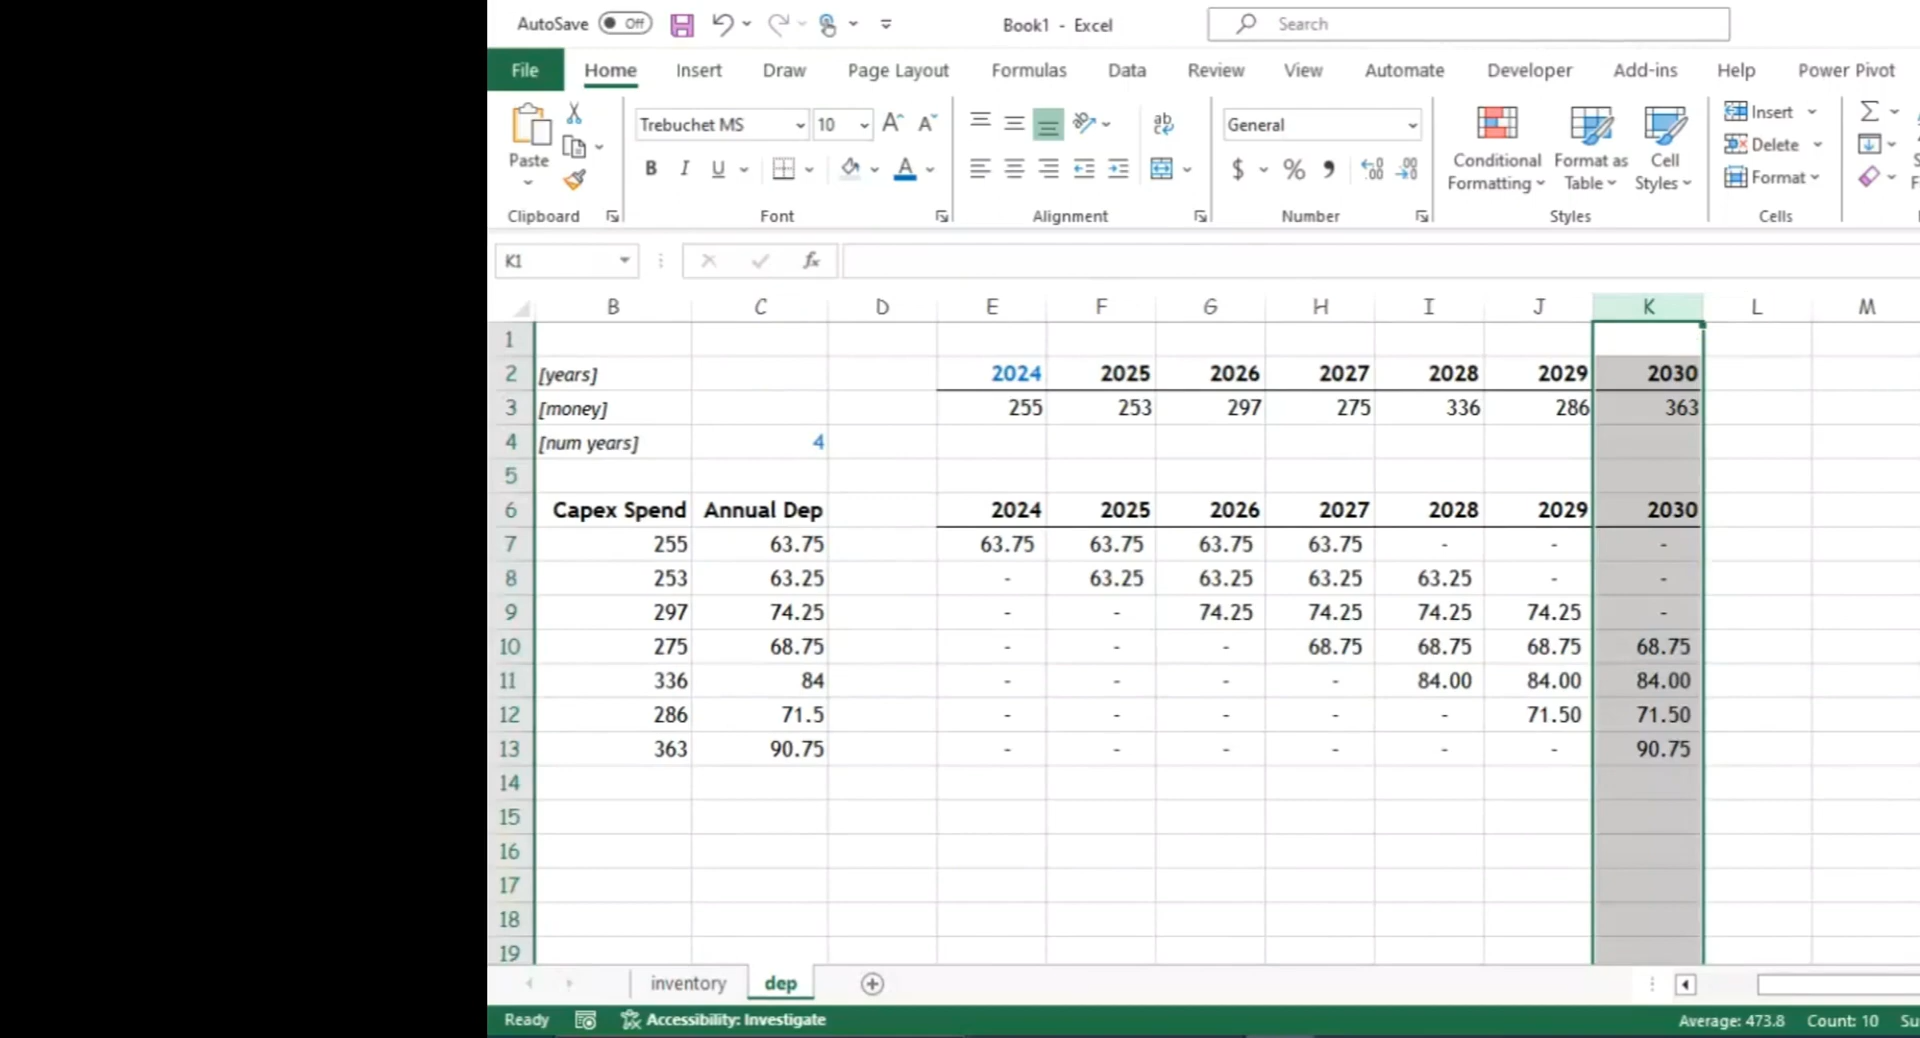 AutoSave Off Book1 - Excel Search
File Home Insert Draw Page Layout Formulas Data Review View Automate Developer Add-ins Help Power Pivot
Paste Trebuchet MS 10 General Conditional Formatting Format as Table Cell Styles Insert Delete Format
Clipboard Font Alignment Number Styles Cells
K1 fx
B C D E F G H I J K L M
1
2 [years] 2024 2025 2026 2027 2028 2029 2030
3 [money] 255 253 297 275 336 286 363
4 [num years] 4
5
6 Capex Spend Annual Dep 2024 2025 2026 2027 2028 2029 2030
7 255 63.75 63.75 63.75 63.75 63.75 - - -
8 253 63.25 - 63.25 63.25 63.25 63.25 - -
9 297 74.25 - - 74.25 74.25 74.25 74.25 -
10 275 68.75 - - - 68.75 68.75 68.75 68.75
11 336 84 - - - - 84.00 84.00 84.00
12 286 71.5 - - - - - 71.50 71.50
13 363 90.75 - - - - - - 90.75
14
15
16
17
18
19
inventory dep
Ready Accessibility: Investigate Average: 473.8 Count: 10